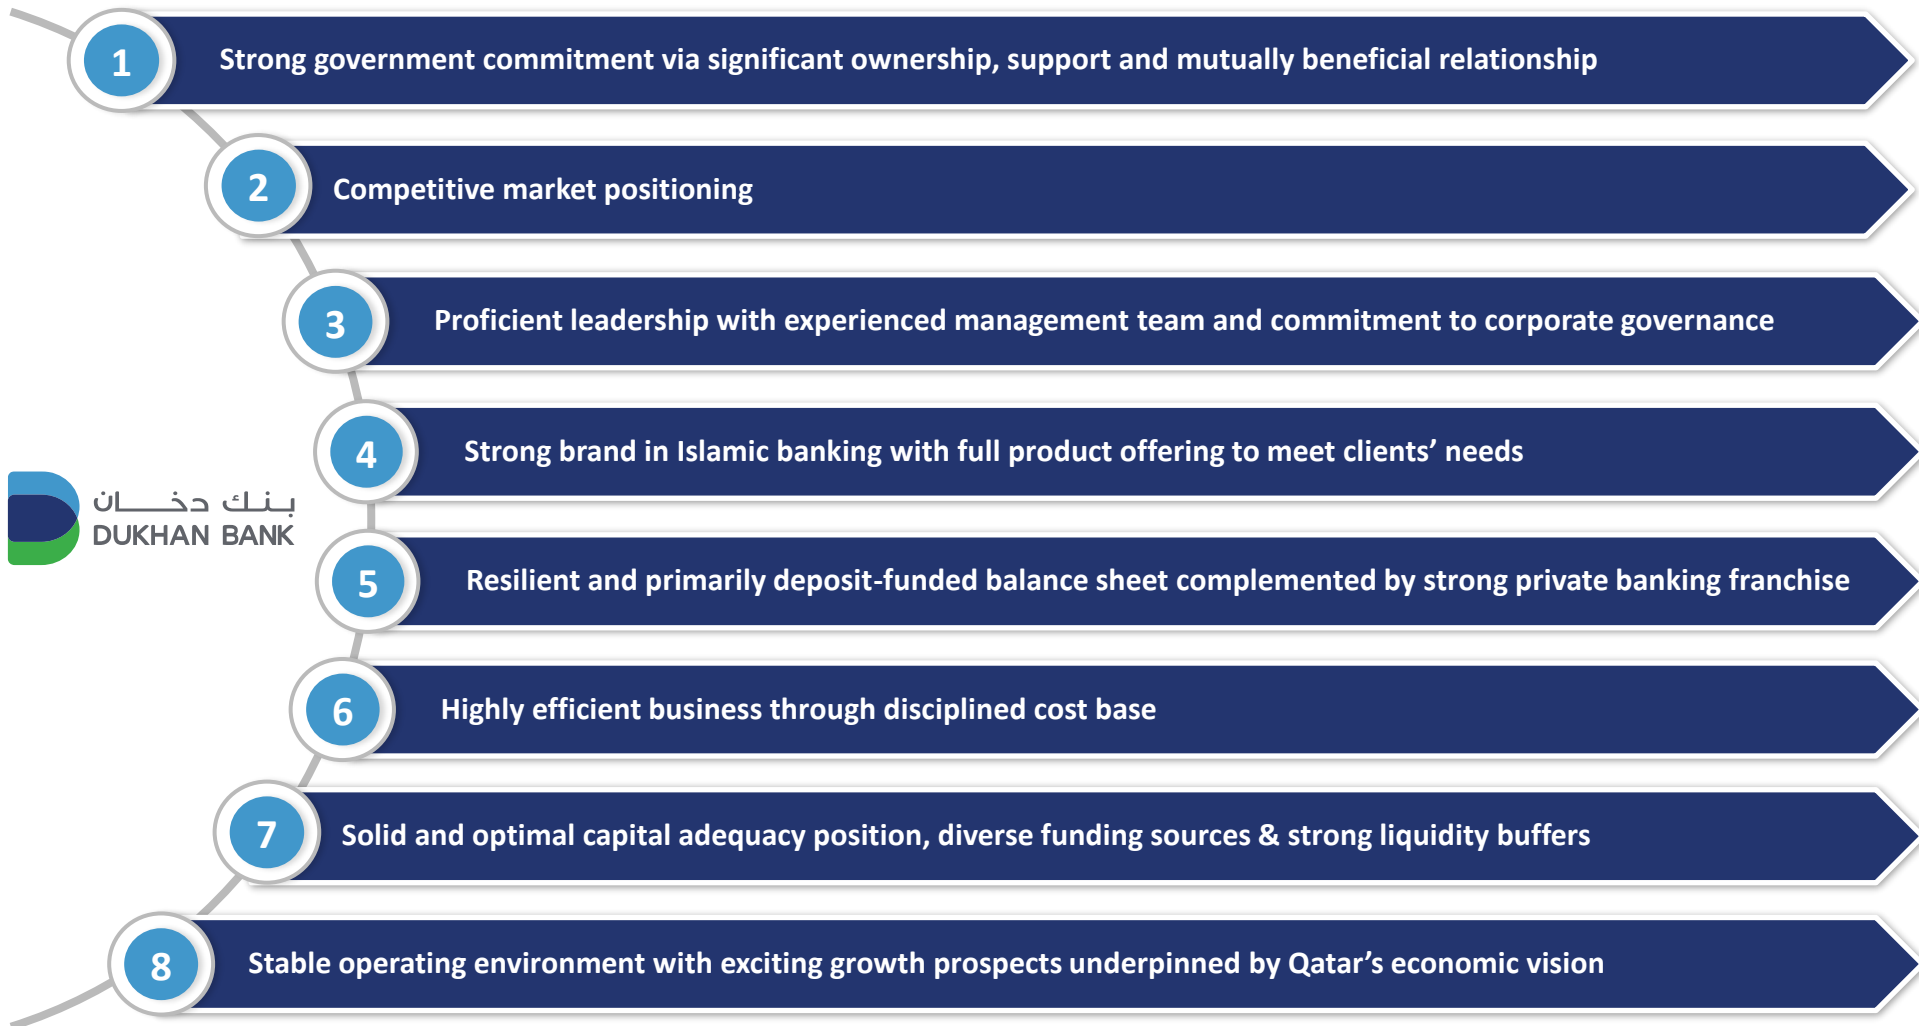 1
Strong government commitment via significant ownership, support and mutually beneficial relationship
2
Competitive market positioning
3
Proficient leadership with experienced management team and commitment to corporate governance
4
Strong brand in Islamic banking with full product offering to meet clients’ needs
بنك دخان
DUKHAN BANK
5
Resilient and primarily deposit-funded balance sheet complemented by strong private banking franchise
6
Highly efficient business through disciplined cost base
7
Solid and optimal capital adequacy position, diverse funding sources & strong liquidity buffers
8
Stable operating environment with exciting growth prospects underpinned by Qatar’s economic vision